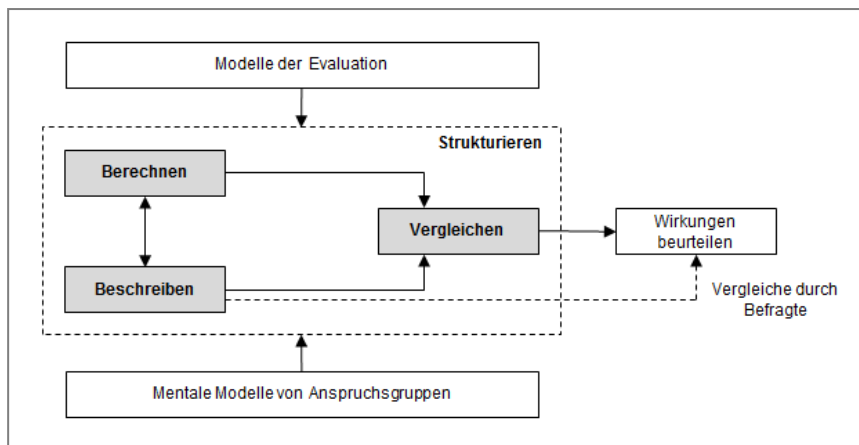 Modelle der Evaluation
Strukturieren
Berechnen
Vergleichen
Wirkungen
beurteilen
Beschreiben
Vergleiche durch
Befragte
Mentale Modelle von Anspruchsgruppen